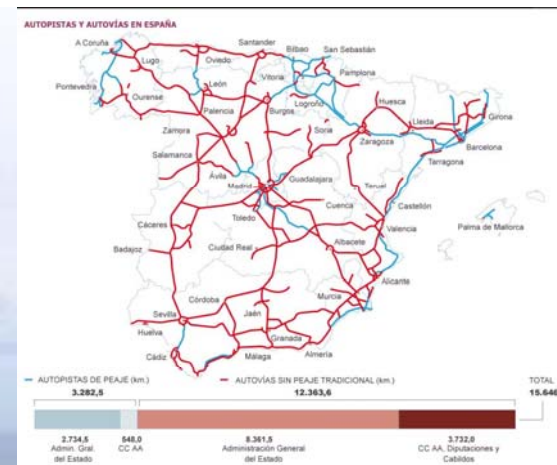 AUTOPISTAS Y AUTOVÍAS EN ESPAÑA
A Coruña
Lugo
Oviedo
Santander
Bilbao
San Sebastián
Pontevedra
Ourense
León
Vitoria
Pamplona
Palencia
Burgos
Logroño
Huesca
Lleida
Girona
Zamora
Soria
Zaragoza
Barcelona
Salamanca
Tarragona
Ávila
Madrid
Guadalajara
Teruel
Castellón
Toledo
Cuenca
Valencia
Palma de Mallorca
Cáceres
Badajoz
Ciudad Real
Albacete
Alicante
Córdoba
Jaén
Murcia
Sevilla
Huelva
Granada
Almería
Cádiz
Málaga
AUTOPISTAS DE PEAJE (km.)
AUTOVÍAS SIN PEAJE TRADICIONAL (km.)
TOTAL
3.282,5
12.363,6
15.646
2.734,5
Admin. Gral.
del Estado
548,0
CC AA
8.361,5
Administración General
del Estado
3.732,0
CC AA, Diputaciones y
Cabildos